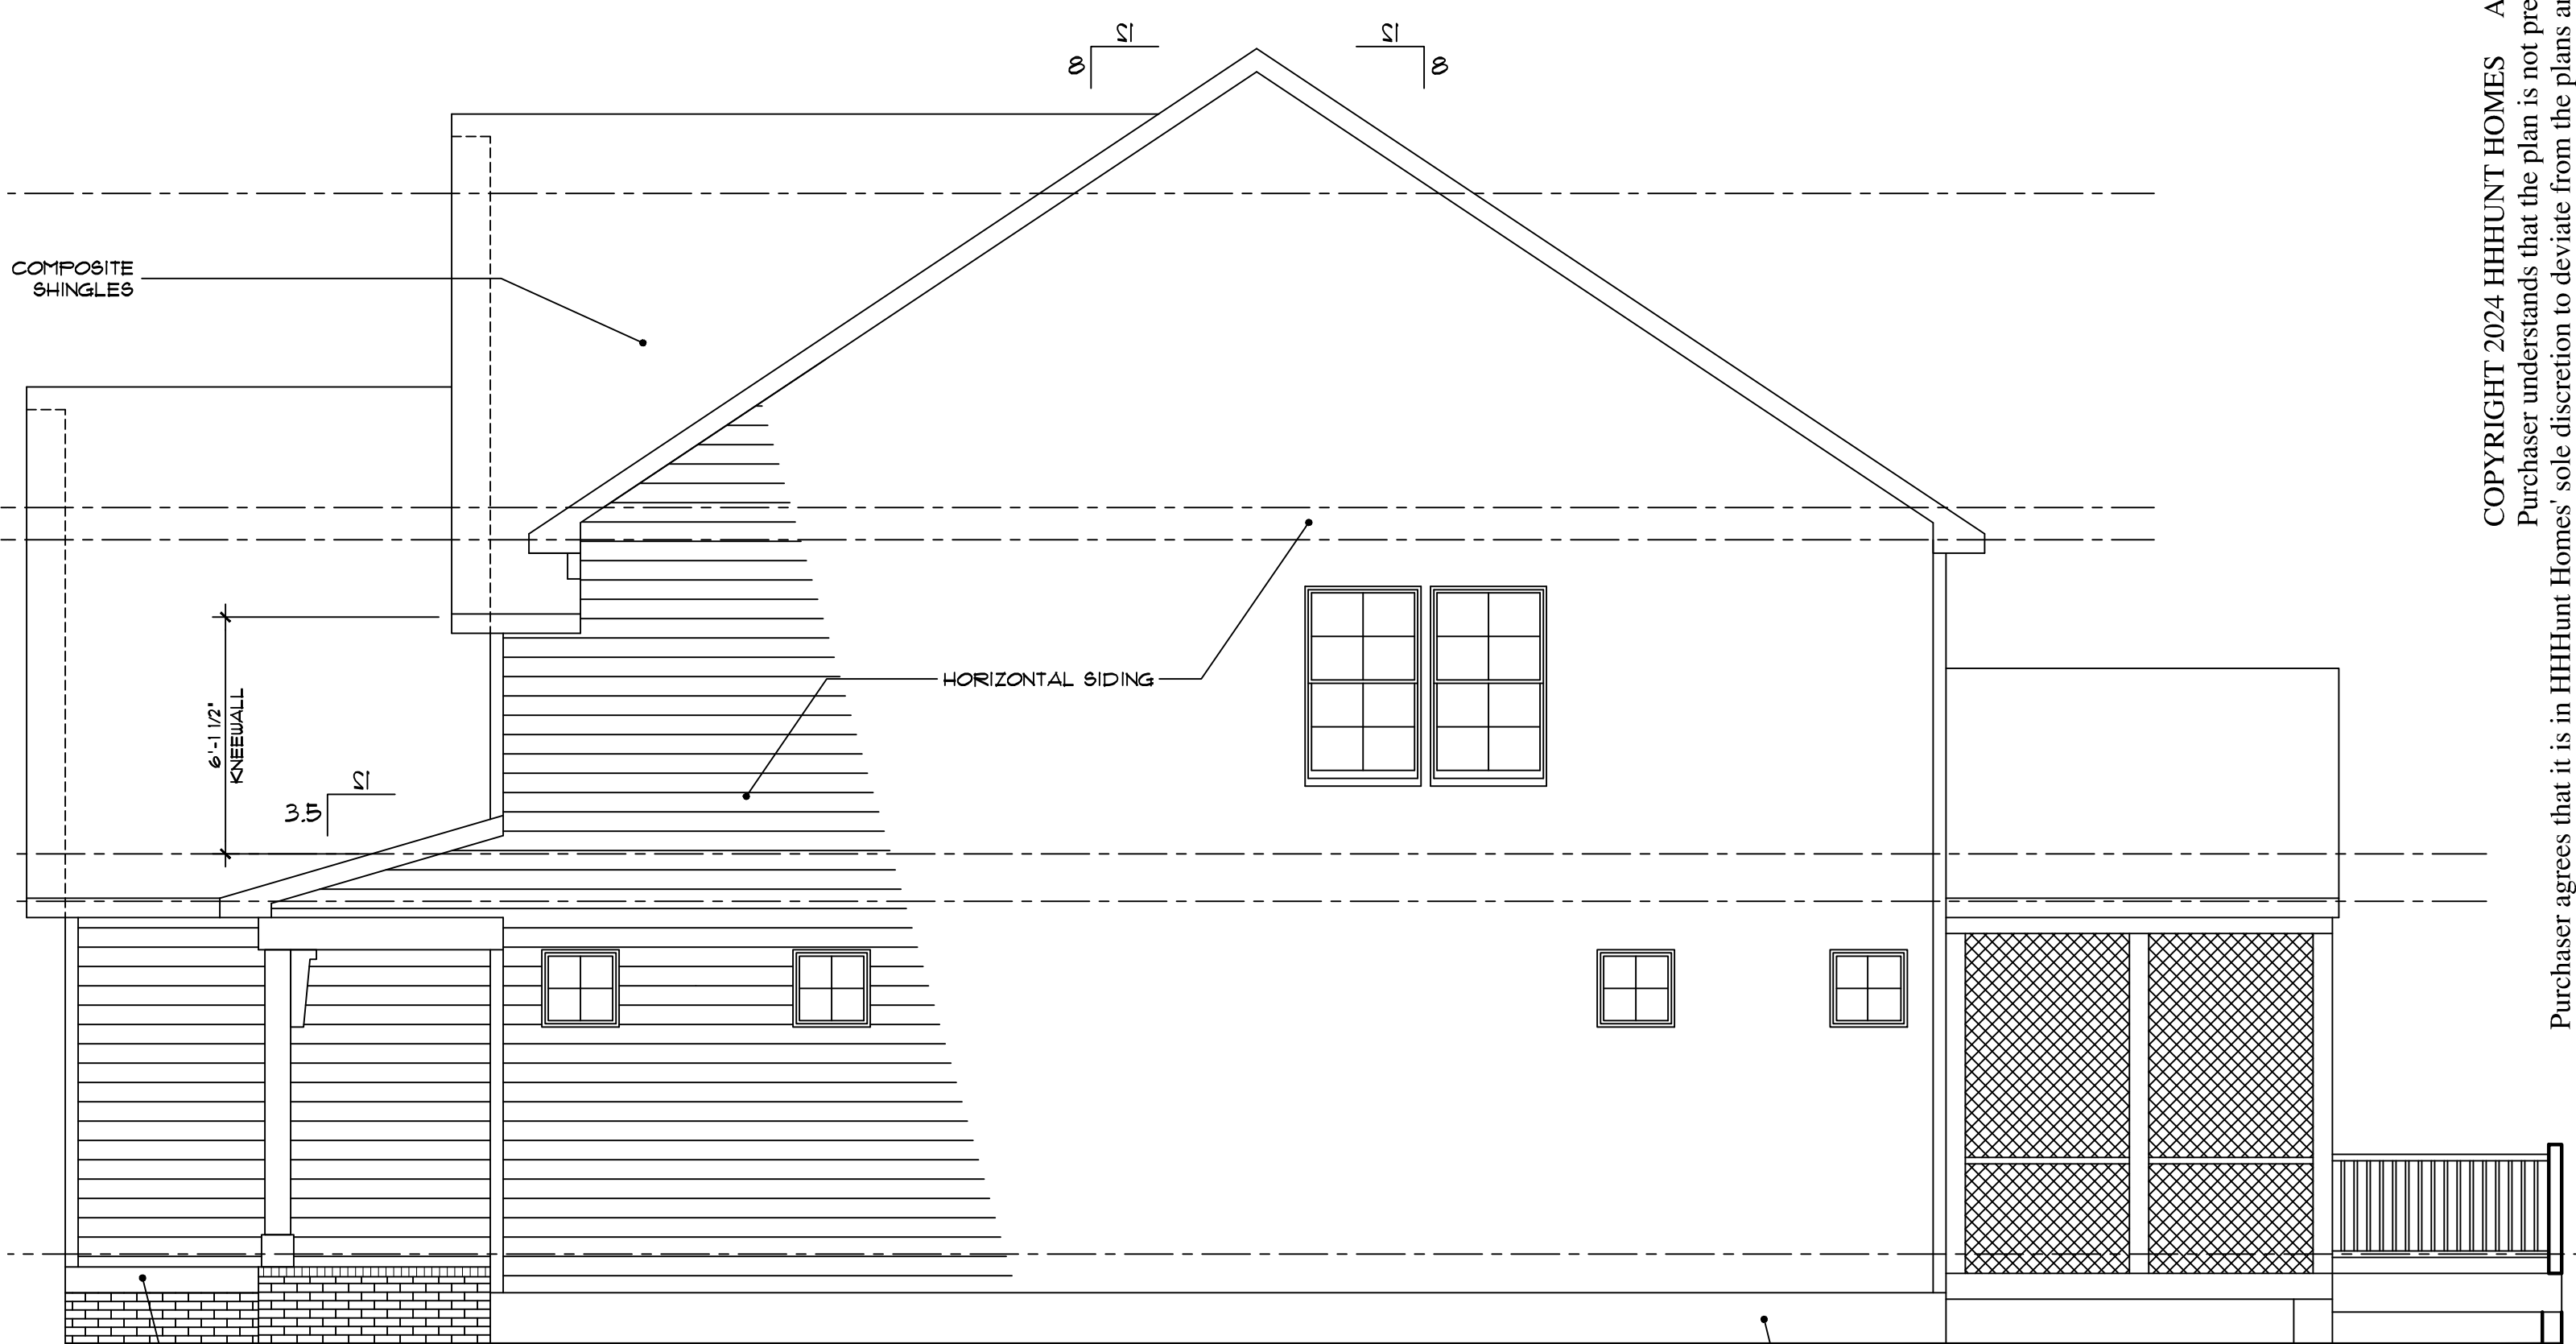 12
8
12
8
COMPOSITE
SHINGLES
HORIZONTAL SIDING
6'-1 1/2"
KNEEWALL
12
3.5
COPYRIGHT 2024 HHHUNT HOMES A
Purchaser understands that the plan is not pre
Purchaser agrees that it is in HHHunt Homes' sole discretion to deviate from the plans